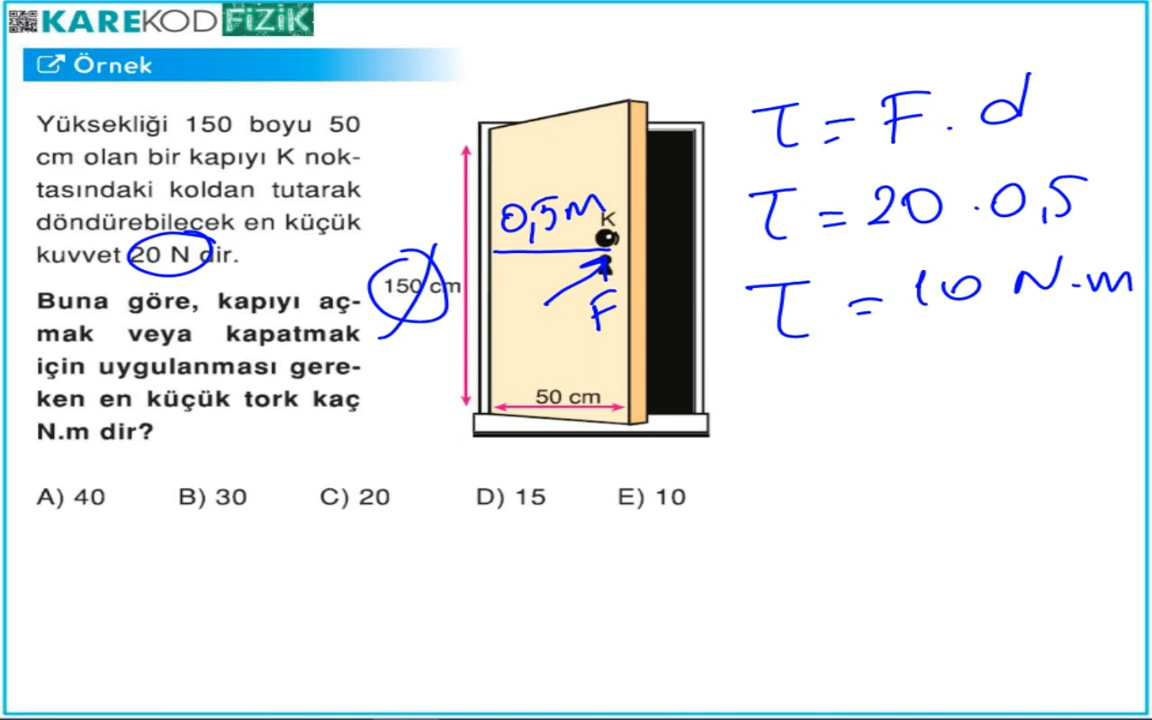 KAREKOD FİZİK
Örnek
Yüksekliği 150 boyu 50
cm olan bir kapıyı K nok-
tasındaki koldan tutarak
döndürebilecek en küçük
kuvvet 20 N dir.
Buna göre, kapıyı aç-
mak veya kapatmak
için uygulanması gere-
ken en küçük tork kaç
N.m dir?
150 cm
0,5m
K
F
50 cm
τ = F . d
τ = 20 . 0,5
τ = 10 N.m
A) 40 B) 30 C) 20 D) 15 E) 10